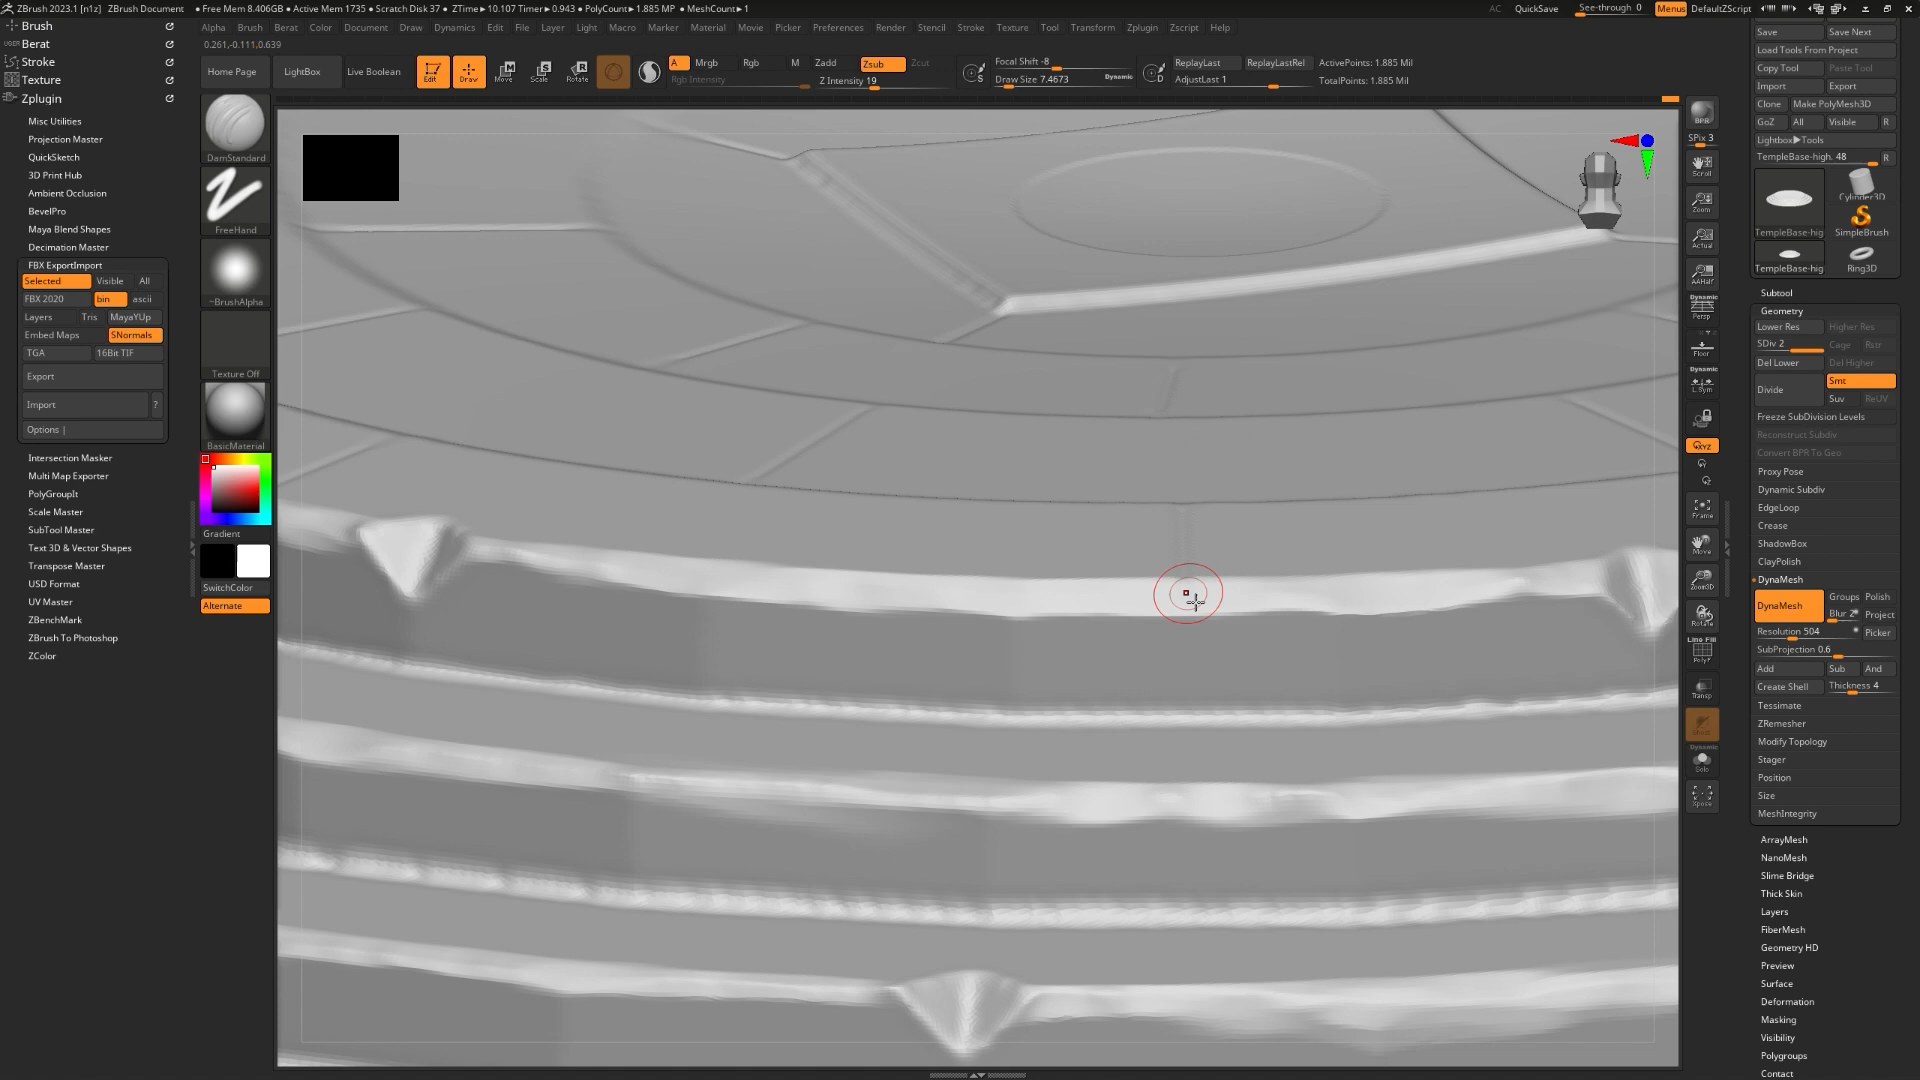 ZBrush 2023.1 [n1z] ZBrush Document ● Free Mem 8.406GB ● Active Mem 1735 ● Scratch Disk 37 ● ZTime►10.107 Timer►0.943 ● PolyCount►1.885 MP ● MeshCount►1 AC QuickSave See-through 0 Menus DefaultZScript
Alpha Brush Berat Color Document Draw Dynamics Edit File Layer Light Macro Marker Material Movie Picker Preferences Render Stencil Stroke Texture Tool Transform Zplugin Zscript Help
0.261,-0.111,0.639
Home Page LightBox Live Boolean Edit Draw Move Scale Rotate A Mrgb Rgb M Zadd Zsub Zcut
Rgb Intensity Z Intensity 19
Focal Shift -8
Draw Size 7.4673 Dynamic
ReplayLast ReplayLastRel ActivePoints: 1.885 Mil
AdjustLast 1 TotalPoints: 1.885 Mil
Brush
Berat
Stroke
Texture
Zplugin
Misc Utilities
Projection Master
QuickSketch
3D Print Hub
Ambient Occlusion
BevelPro
Maya Blend Shapes
Decimation Master
FBX ExportImport
Selected Visible All
FBX 2020 bin ascii
Layers Tris MayaYUp
Embed Maps SNormals
TGA 16Bit TIF
Export
Import ?
Options |
Intersection Masker
Multi Map Exporter
PolyGroupIt
Scale Master
SubTool Master
Text 3D & Vector Shapes
Transpose Master
USD Format
UV Master
ZBenchMark
ZBrush To Photoshop
ZColor
DamStandard
FreeHand
~BrushAlpha
Texture Off
BasicMaterial
Gradient
SwitchColor
Alternate
BPR
SPix 3
Scroll
Zoom
Actual
AAHalf
Dynamic
Persp
Floor
Dynamic
L.Sym
XYZ
Frame
Move
Zoom3D
Rotate
Line Fill
PolyF
Transp
Ghost
Dynamic
Solo
Xpose
Save Save Next
Load Tools From Project
Copy Tool Paste Tool
Import Export
Clone Make PolyMesh3D
GoZ All Visible R
Lightbox►Tools
TempleBase-high. 48 R
Cylinder3D
TempleBase-hig SimpleBrush
TempleBase-hig Ring3D
Subtool
Geometry
Lower Res Higher Res
SDiv 2 Cage Rstr
Del Lower Del Higher
Divide Smt
Suv ReUV
Freeze SubDivision Levels
Reconstruct Subdiv
Convert BPR To Geo
Proxy Pose
Dynamic Subdiv
EdgeLoop
Crease
ShadowBox
ClayPolish
DynaMesh
DynaMesh Groups Polish
Blur 2 Project
Resolution 504 Picker
SubProjection 0.6
Add Sub And
Create Shell Thickness 4
Tessimate
ZRemesher
Modify Topology
Stager
Position
Size
MeshIntegrity
ArrayMesh
NanoMesh
Slime Bridge
Thick Skin
Layers
FiberMesh
Geometry HD
Preview
Surface
Deformation
Masking
Visibility
Polygroups
Contact